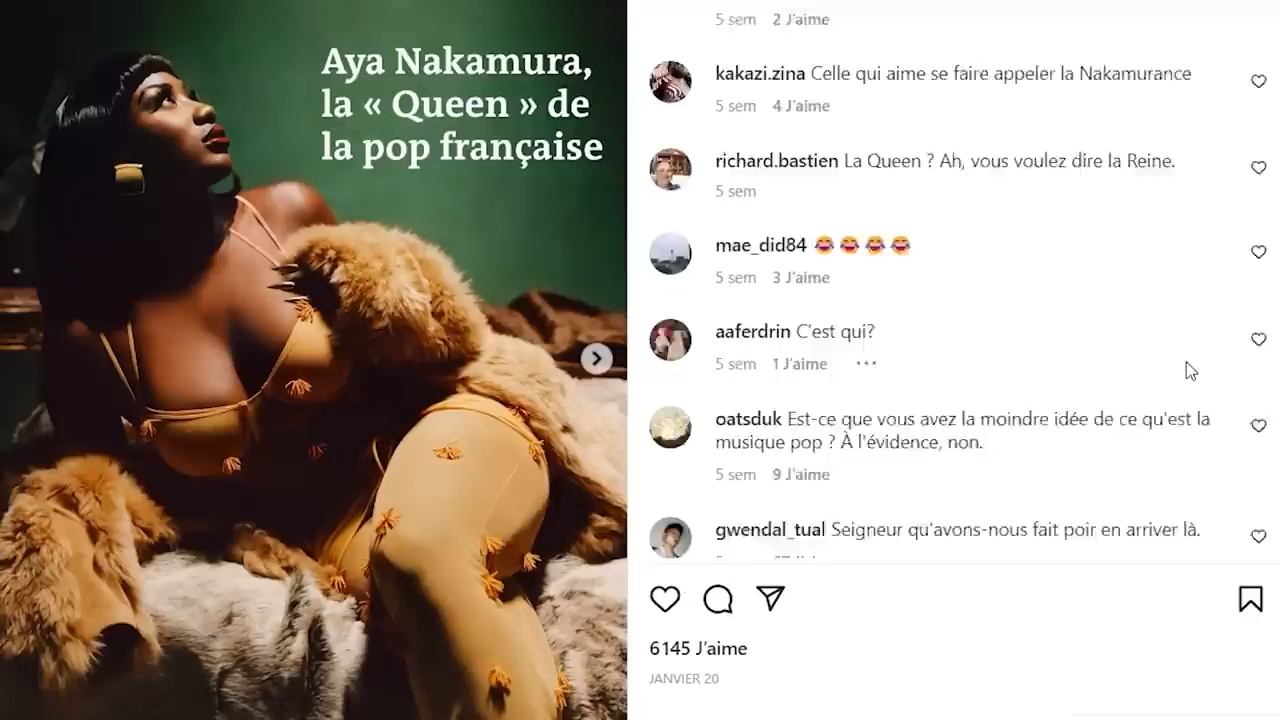 Aya Nakamura,
la « Queen » de
la pop française
5 sem 2 J'aime
kakazi.zina Celle qui aime se faire appeler la Nakamurance
5 sem 4 J'aime
richard.bastien La Queen ? Ah, vous voulez dire la Reine.
5 sem
mae_did84 😂😂😂😂
5 sem 3 J'aime
aaferdrin C'est qui?
5 sem 1 J'aime ...
oatsduk Est-ce que vous avez la moindre idée de ce qu'est la
musique pop ? À l'évidence, non.
5 sem 9 J'aime
gwendal_tual Seigneur qu'avons-nous fait poir en arriver là.
6145 J'aime
JANVIER 20